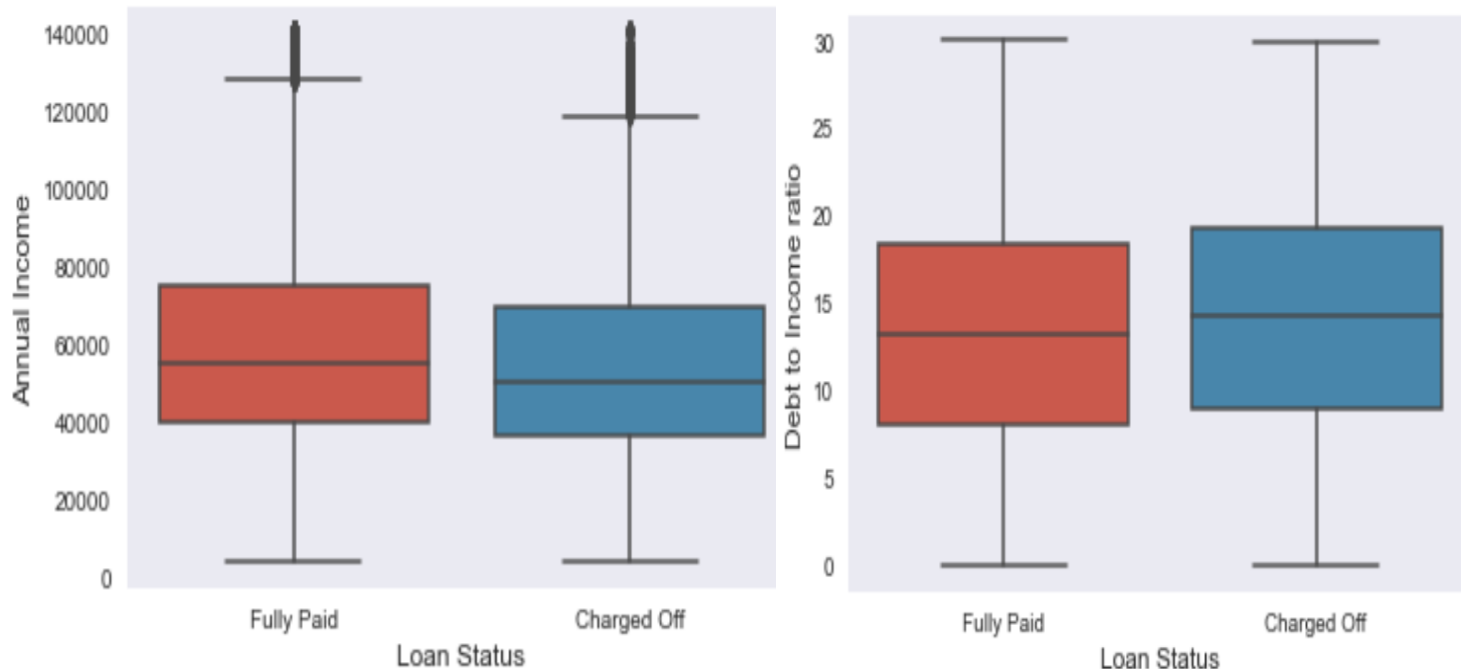 Annual Income
140000
120000
100000
80000
60000
40000
20000
0
Fully Paid
Charged Off
Loan Status
Debt to Income ratio
30
25
20
15
10
5
0
Fully Paid
Charged Off
Loan Status